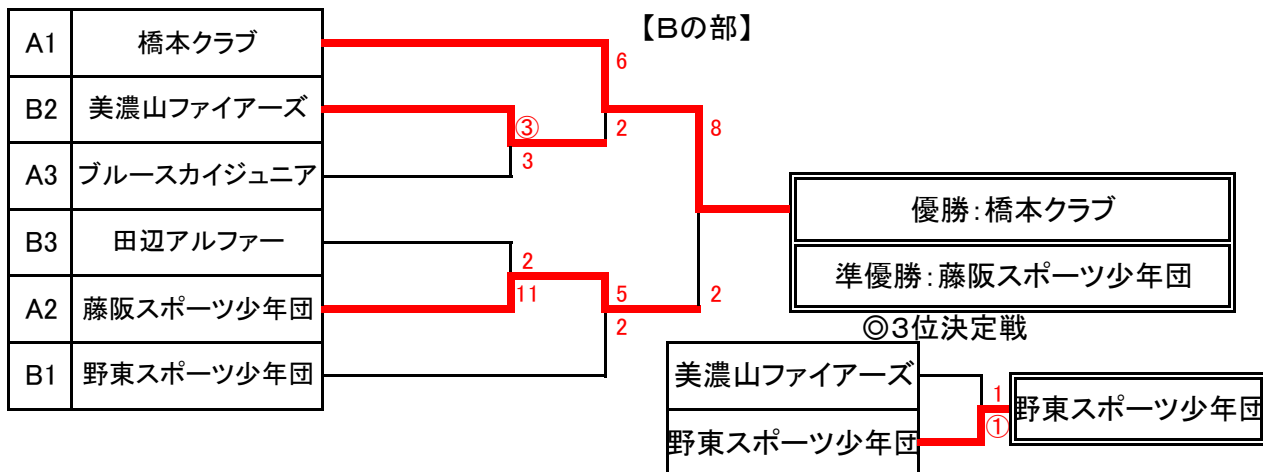 【Bの部】
A1 橋本クラブ
6
B2 美濃山ファイアーズ
③ 2 8
3
A3 ブルースカイジュニア
優勝：橋本クラブ
B3 田辺アルファー
2
準優勝：藤阪スポーツ少年団
11 5 2
A2 藤阪スポーツ少年団
2
◎3位決定戦
B1 野東スポーツ少年団
美濃山ファイアーズ
1
野東スポーツ少年団
①
野東スポーツ少年団